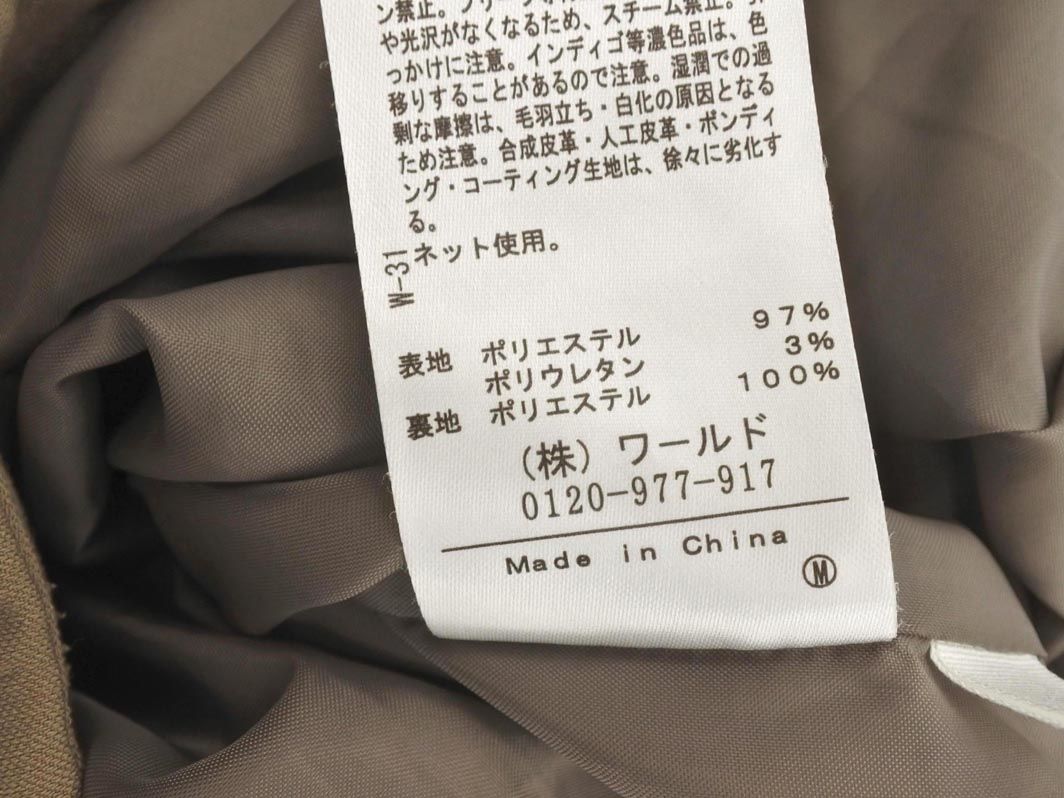 ン禁止。
や光沢がなくなるため、スチーム禁止。
っかけに注意。インディゴ等濃色品は、色
移りすることがあるので注意。湿潤での過
剰な摩擦は、毛羽立ち・白化の原因となる
ため注意。合成皮革・人工皮革・ボンディ
ング・コーティング生地は、徐々に劣化す
る。
ネット使用。
W-31
表地 ポリエステル 97%
ポリウレタン 3%
裏地 ポリエステル 100%
(株) ワールド
0120-977-917
Made in China
M